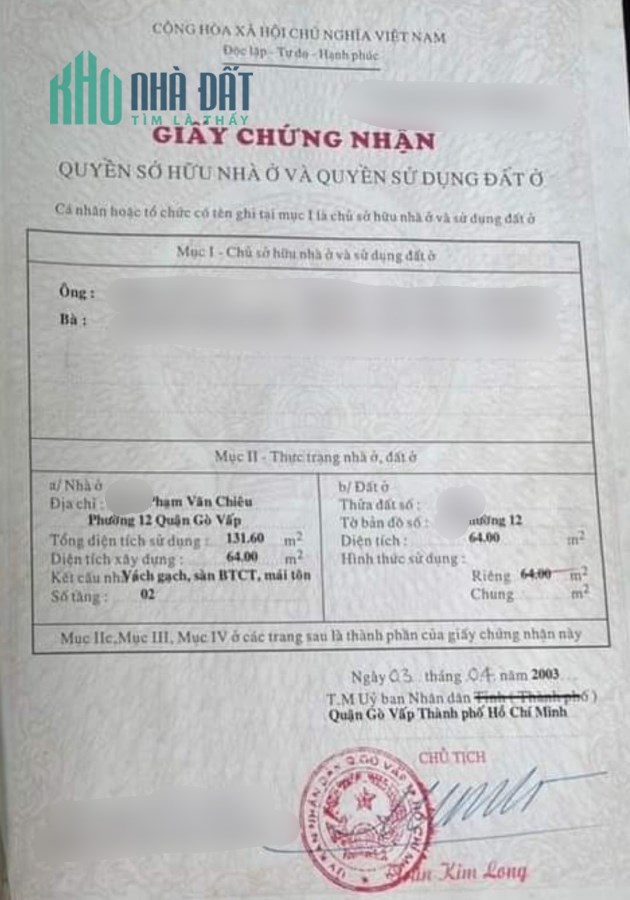 CỘNG HÒA XÃ HỘI CHỦ NGHĨA VIỆT NAM
Độc lập - Tự do - Hạnh phúc
KHO NHÀ ĐẤT
TÌM LÀ THẤY
GIẤY CHỨNG NHẬN
QUYỀN SỞ HỮU NHÀ Ở VÀ QUYỀN SỬ DỤNG ĐẤT Ở
Cá nhân hoặc tổ chức có tên ghi tại mục I là chủ sở hữu nhà ở và sử dụng đất ở
Mục I - Chủ sở hữu nhà ở và sử dụng đất ở
Ông :
Bà :
Mục II - Thực trạng nhà ở, đất ở
a/ Nhà ở
Địa chỉ : Phạm Văn Chiêu
Phường 12 Quận Gò Vấp
Tổng diện tích sử dụng : 131.60 m²
Diện tích xây dựng : 64.00 m²
Kết cấu nhà Vách gạch, sàn BTCT, mái tôn
Số tầng : 02
b/ Đất ở
Thửa đất số :
Tờ bản đồ số : phường 12
Diện tích : 64.00 m²
Hình thức sử dụng :
Riêng 64.00 m²
Chung m²
Mục IIc, Mục III, Mục IV ở các trang sau là thành phần của giấy chứng nhận này
Ngày 03 tháng 04 năm 2003
T.M Uỷ ban Nhân dân Tỉnh ( Thành phố )
Quận Gò Vấp Thành phố Hồ Chí Minh
CHỦ TỊCH
ỦY BAN NHÂN DÂN Q.GÒ VẤP
Trần Kim Long